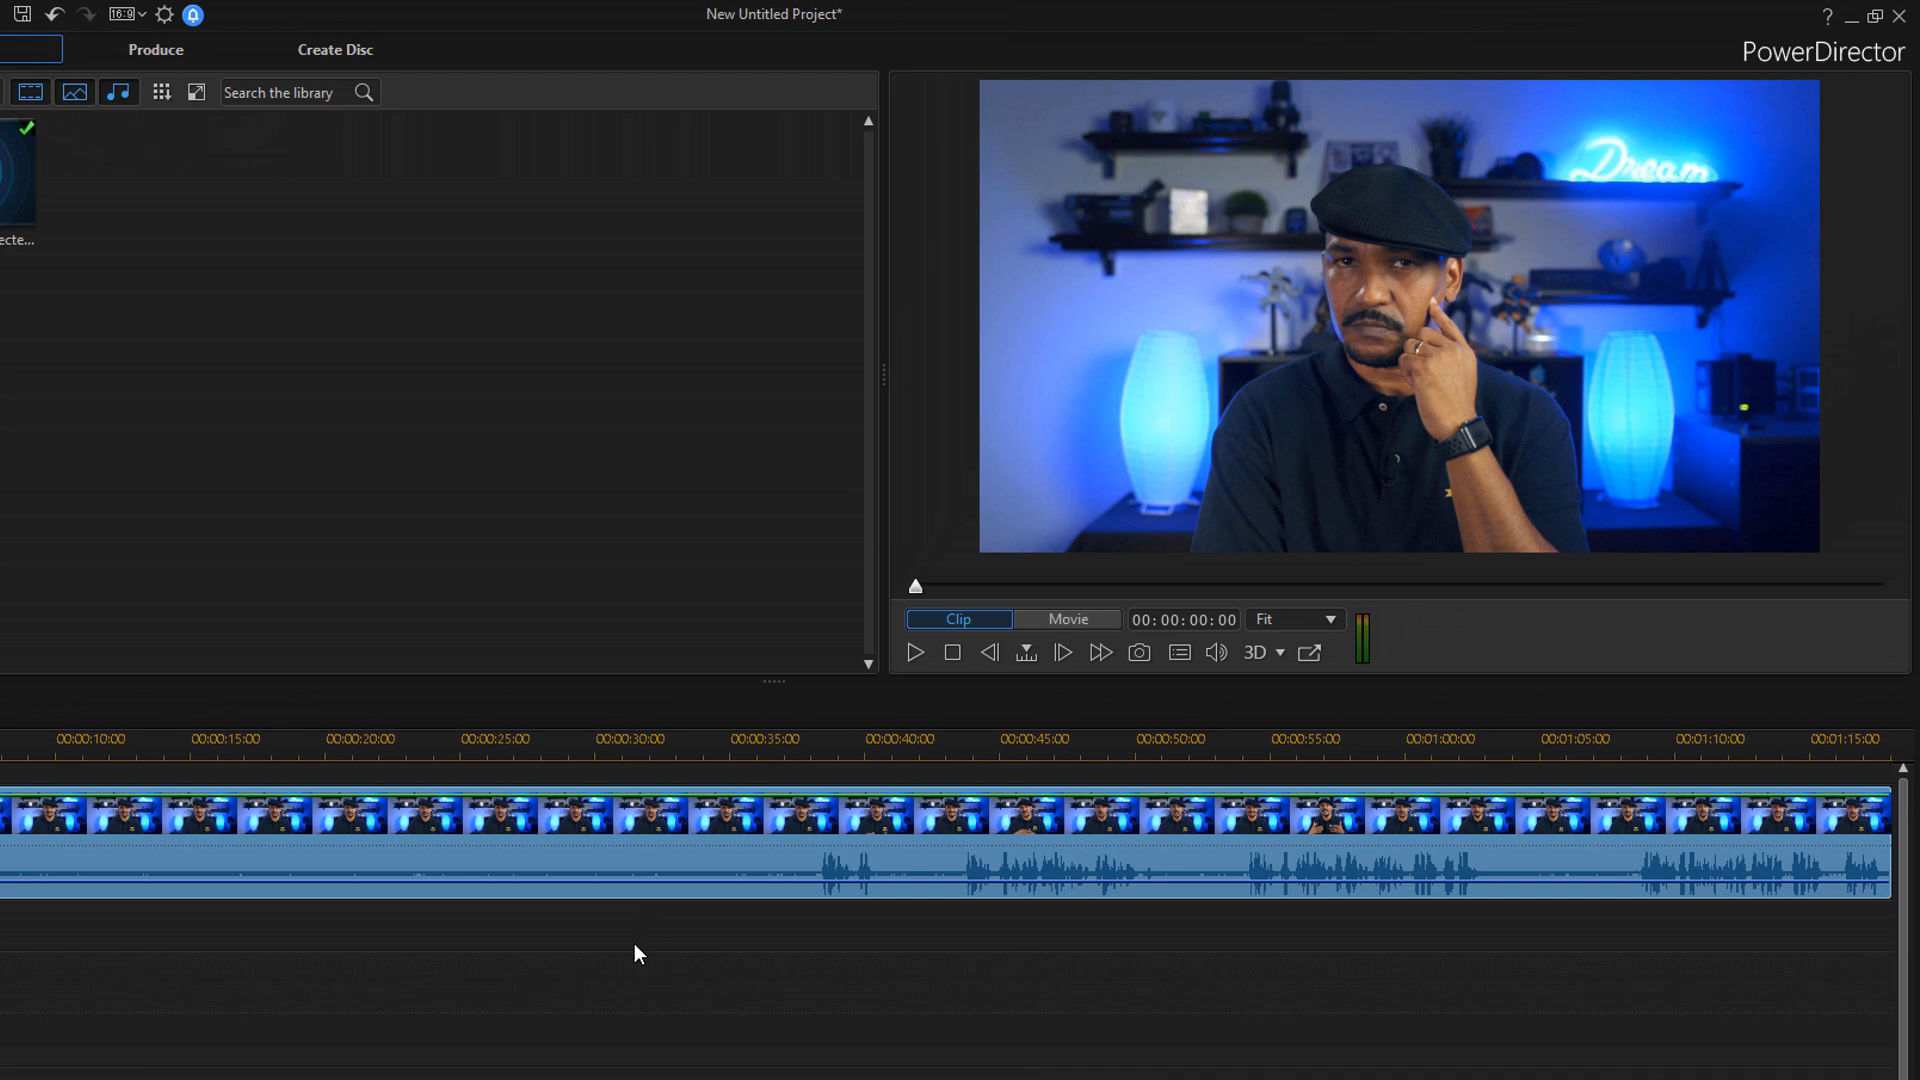 16:9
New Untitled Project*
?
Produce
Create Disc
PowerDirector
Search the library
ecte...
Dream
Clip
Movie
00:00:00:00
Fit
3D
00:00:10:00
00:00:15:00
00:00:20:00
00:00:25:00
00:00:30:00
00:00:35:00
00:00:40:00
00:00:45:00
00:00:50:00
00:00:55:00
00:01:00:00
00:01:05:00
00:01:10:00
00:01:15:00